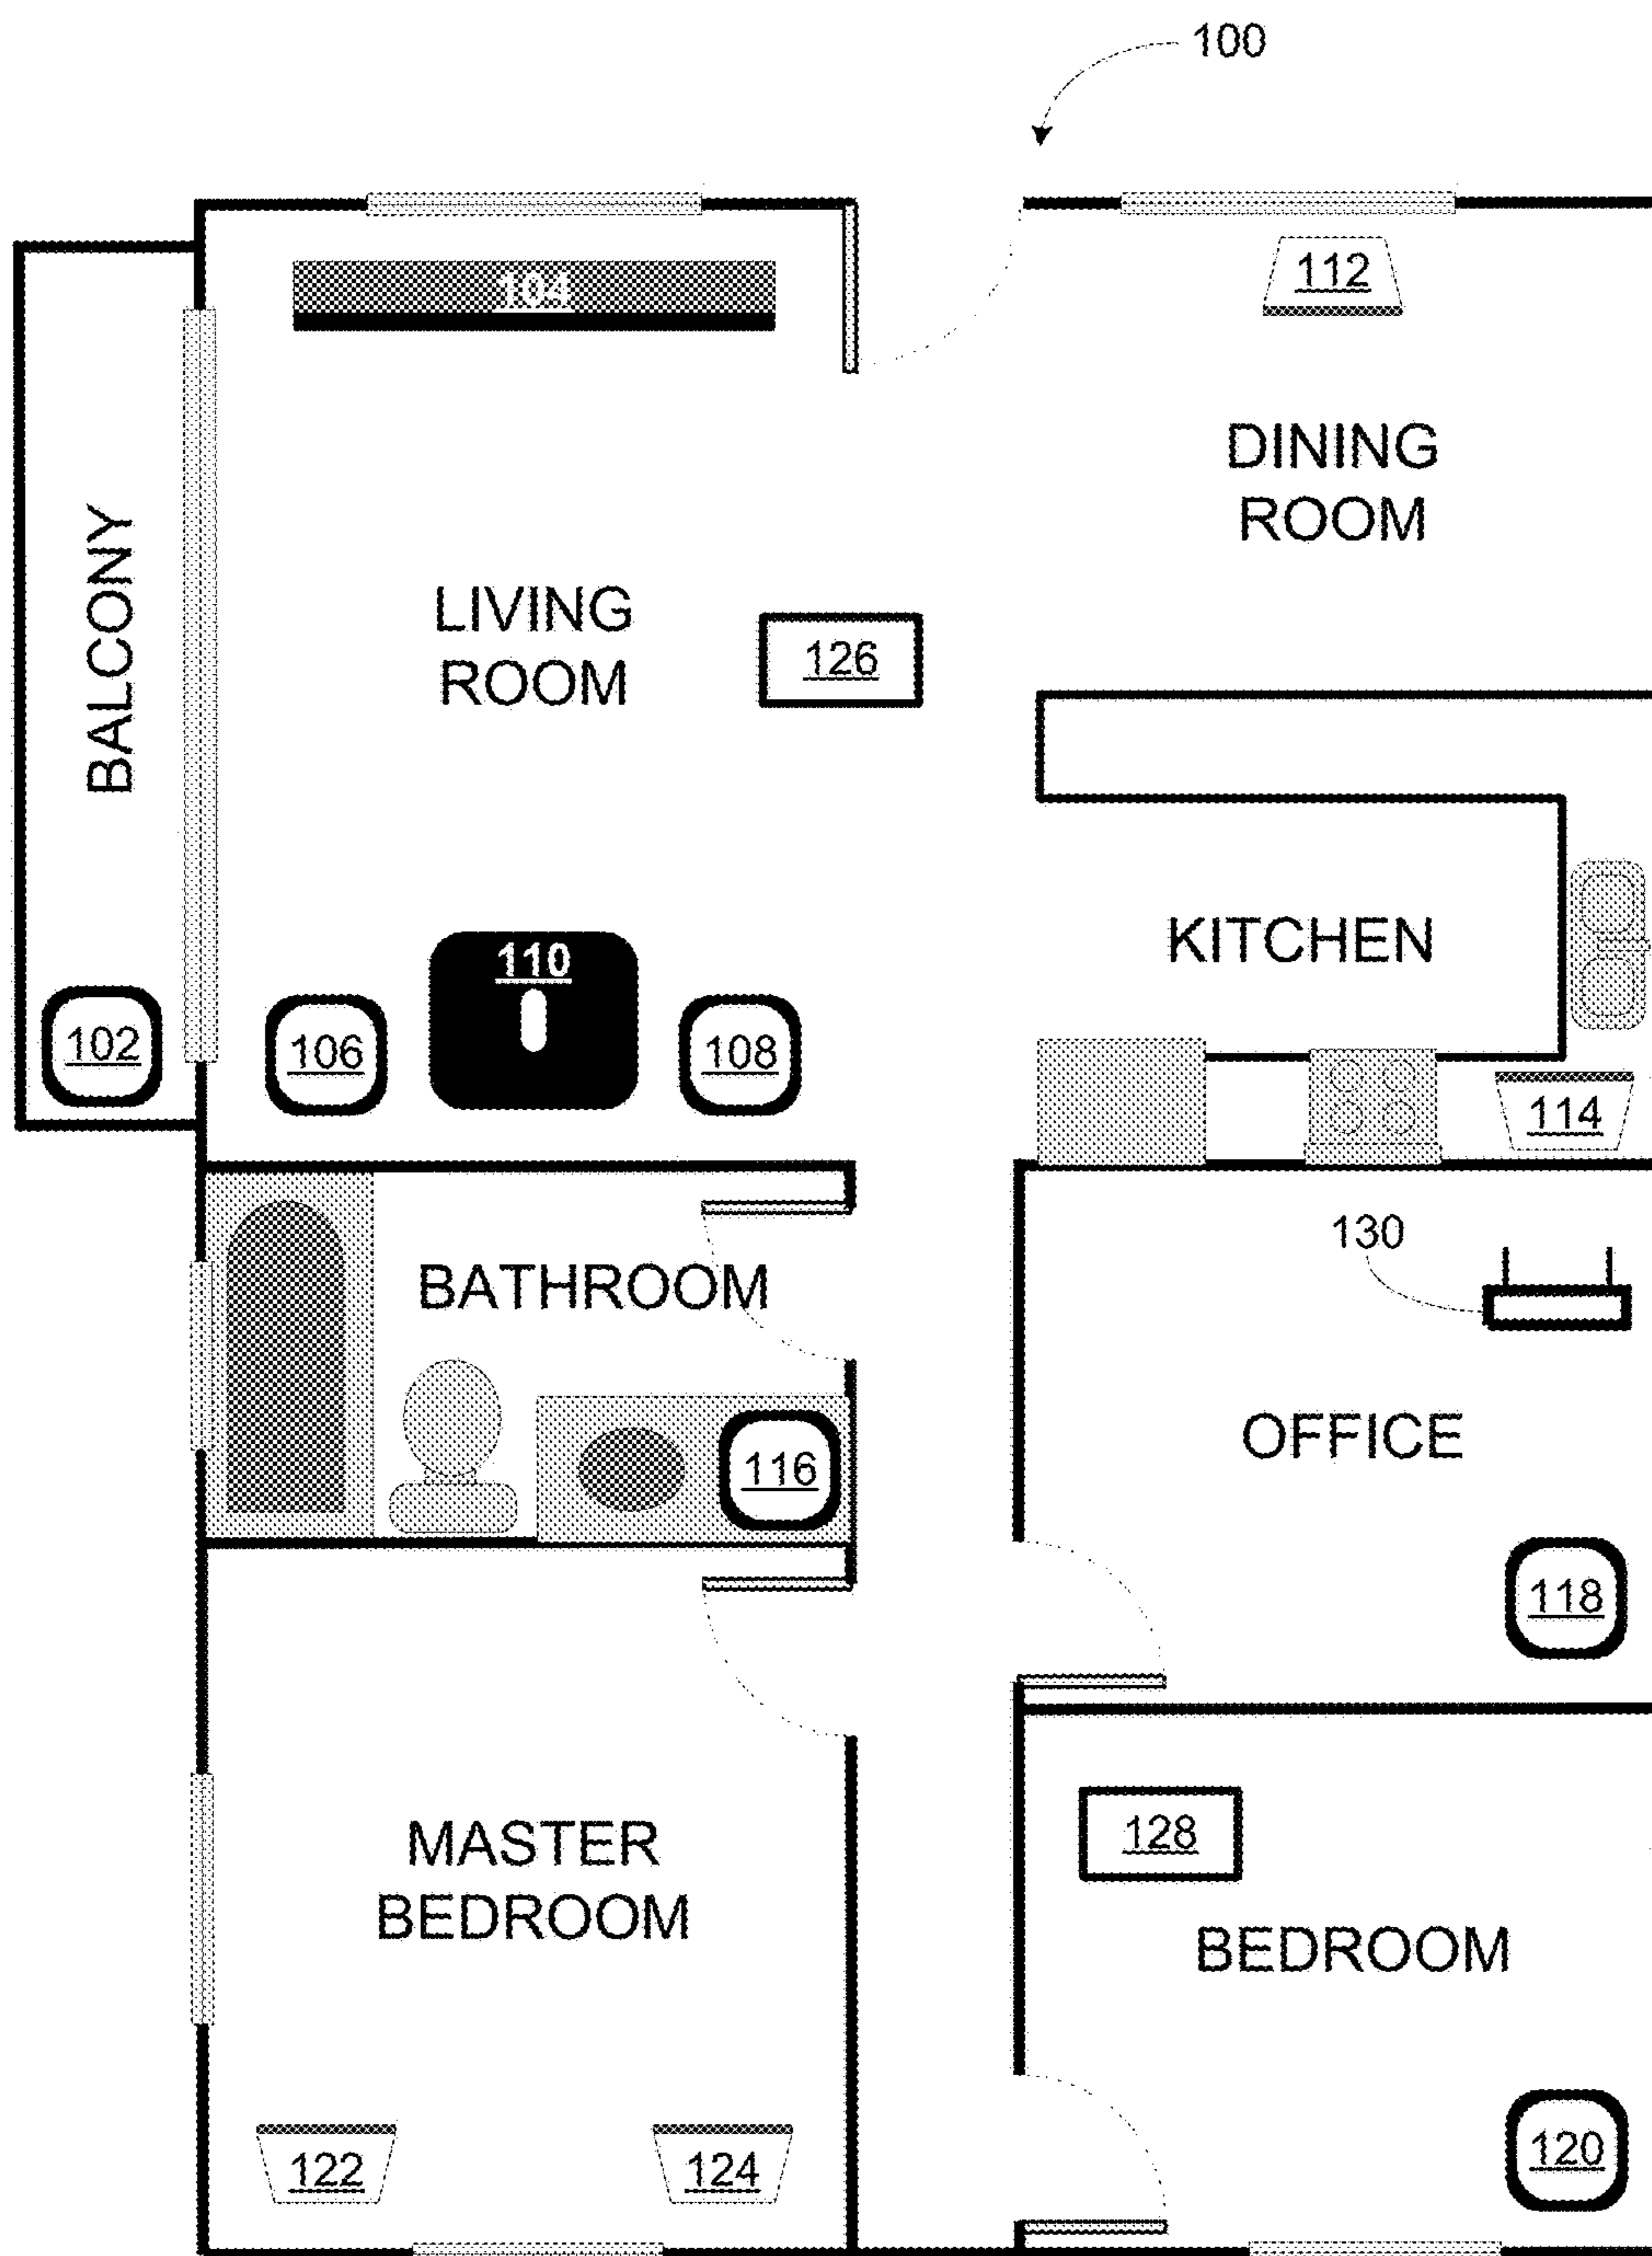 100
104
112
DINING
ROOM
BALCONY
LIVING
ROOM
126
KITCHEN
110
102
106
108
114
130
BATHROOM
OFFICE
116
118
MASTER
BEDROOM
128
BEDROOM
122
124
120